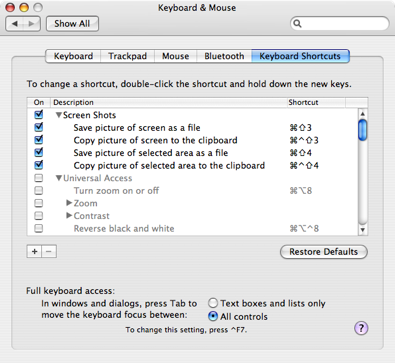 Keyboard & Mouse
Show All
Keyboard Trackpad Mouse Bluetooth Keyboard Shortcuts
To change a shortcut, double-click the shortcut and hold down the new keys.
On Description Shortcut
Screen Shots
Save picture of screen as a file ⌘⇧3
Copy picture of screen to the clipboard ⌘^⇧3
Save picture of selected area as a file ⌘⇧4
Copy picture of selected area to the clipboard ⌘^⇧4
Universal Access
Turn zoom on or off ⌘⌥8
Zoom
Contrast
Reverse black and white ⌘⌥^8
+ - Restore Defaults
Full keyboard access:
In windows and dialogs, press Tab to Text boxes and lists only
move the keyboard focus between: All controls
To change this setting, press ^F7. ?